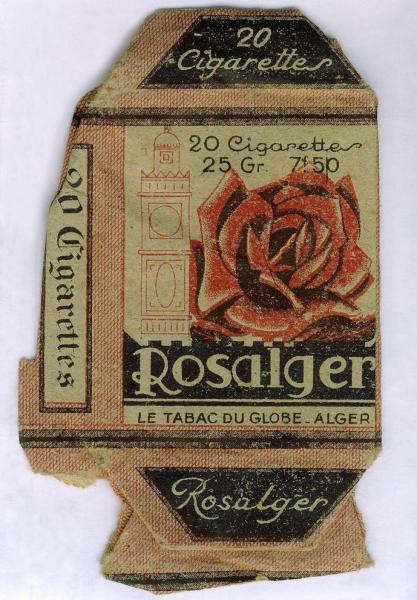 20
Cigarettes
20 Cigarettes
25 Gr. 7f50
20 Cigarettes
Rosalger
LE TABAC DU GLOBE - ALGER
Rosalger